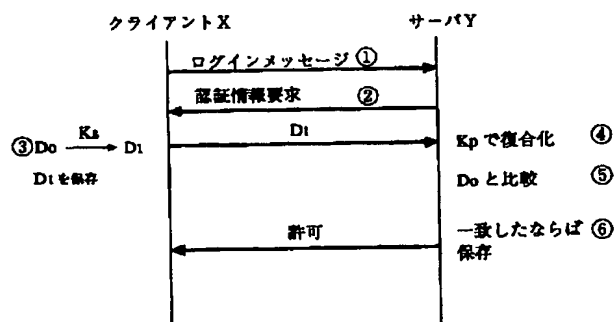 クライアントX
サーバY
ログインメッセージ ①
認証情報要求 ②
③Do Ks D1
D1を保存
D1
Kpで復合化 ④
Doと比較 ⑤
許可
一致したならば ⑥
保存